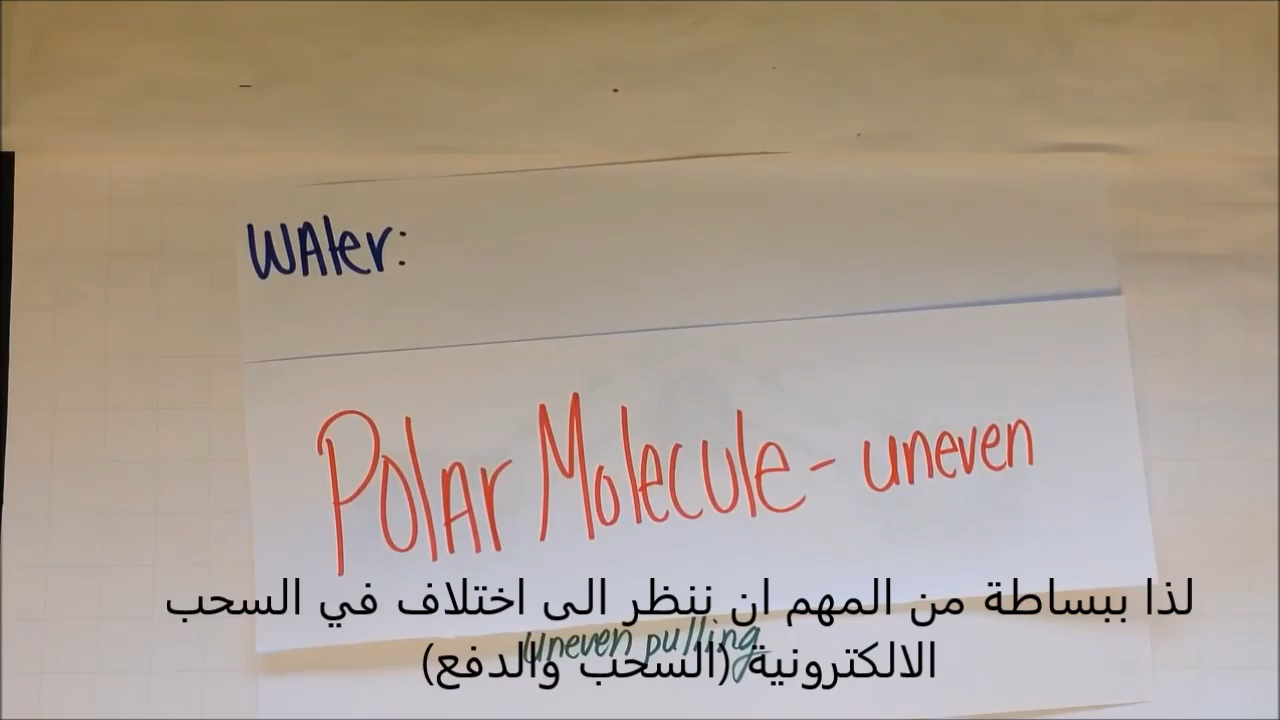 WAter:
Polar Molecule - uneven
لذا ببساطة من المهم ان ننظر الى اختلاف في السحب
uneven pulling
الالكترونية (السحب والدفع)